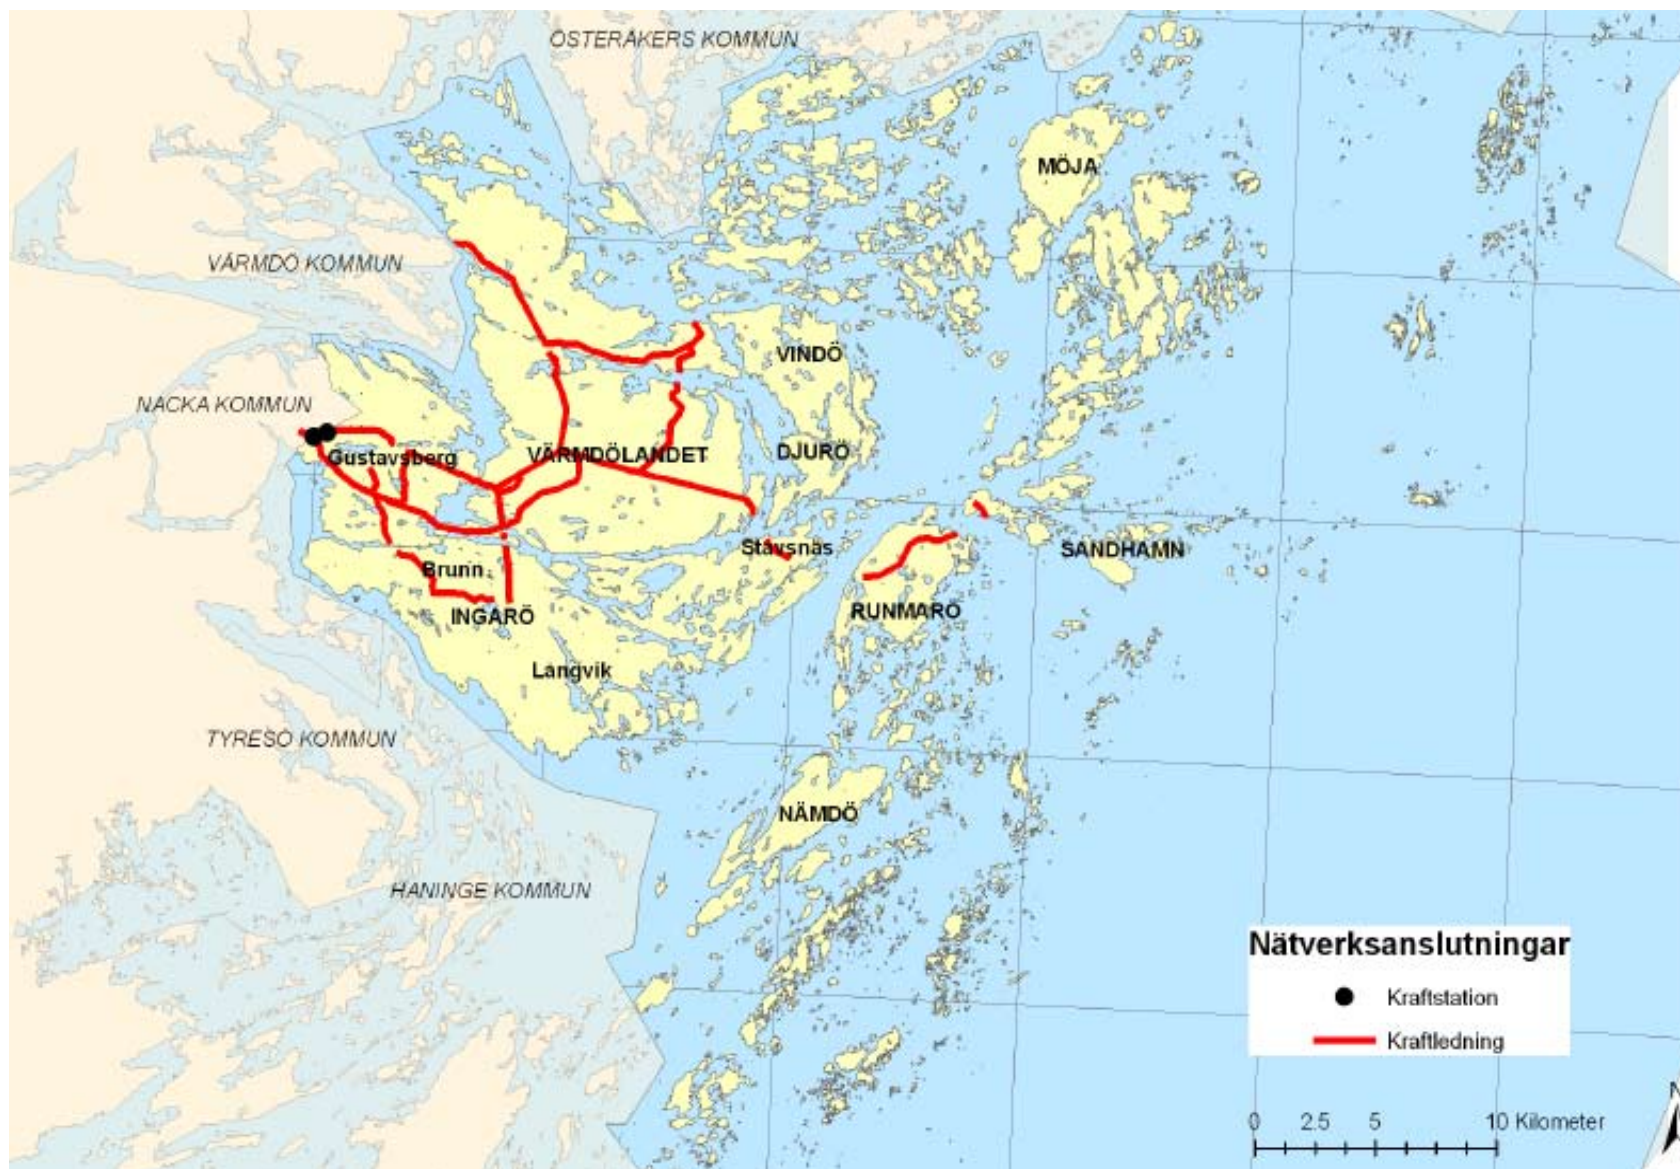 ÖSTERÅKERS KOMMUN
MÖJA
VÄRMDÖ KOMMUN
VINDÖ
NACKA KOMMUN
Gustavsberg
VÄRMDÖLANDET
DJURÖ
Stavsnäs
SANDHAMN
Brunn
INGARÖ
RUNMARÖ
Langvik
TYRESÖ KOMMUN
NÄMDÖ
HANINGE KOMMUN
Nätverksanslutningar
Kraftstation
Kraftledning
N
0 2.5 5 10 Kilometer